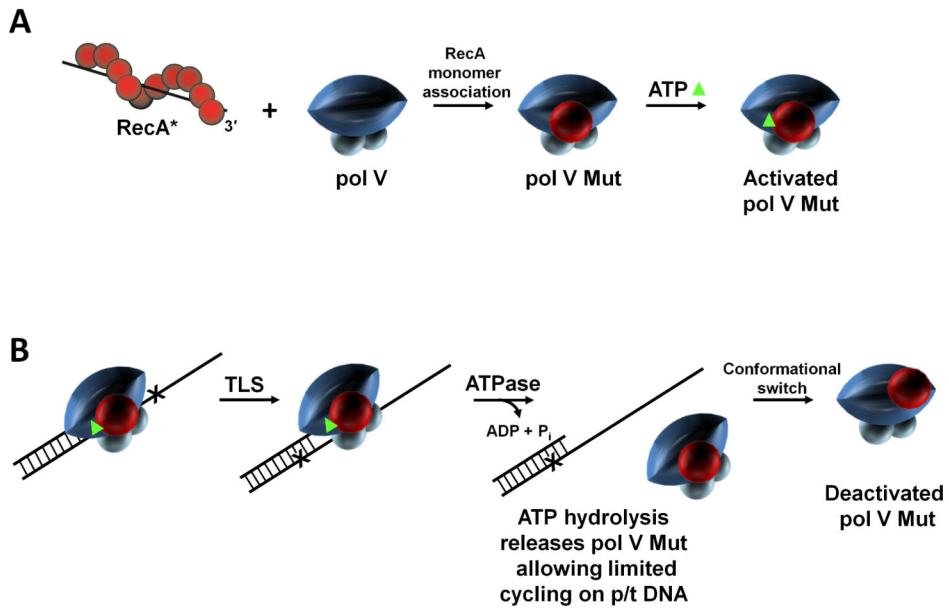 A
RecA*
3′
+
pol V
RecA
monomer
association
pol V Mut
ATP
Activated
pol V Mut
B
TLS
ATPase
ADP + Pi
ATP hydrolysis
releases pol V Mut
allowing limited
cycling on p/t DNA
Conformational
switch
Deactivated
pol V Mut